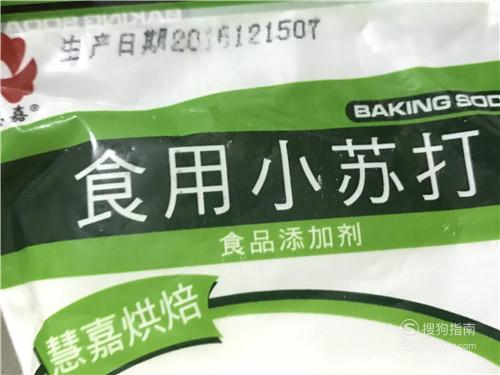 生产日期2016121507
嘉®
BAKING SOD
食用小苏打
食品添加剂
慧嘉烘焙
搜狗指南